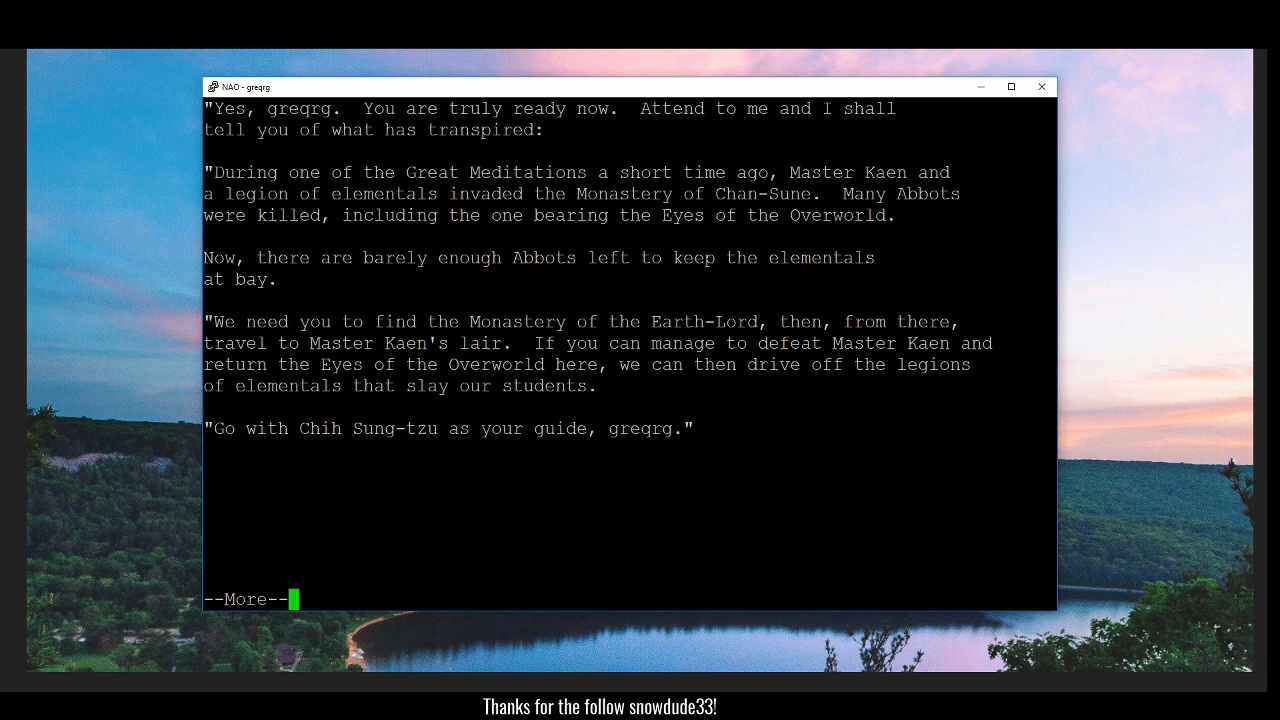 NAO - greqrg
"Yes, greqrg.  You are truly ready now.  Attend to me and I shall
tell you of what has transpired:
"During one of the Great Meditations a short time ago, Master Kaen and
a legion of elementals invaded the Monastery of Chan-Sune.  Many Abbots
were killed, including the one bearing the Eyes of the Overworld.
Now, there are barely enough Abbots left to keep the elementals
at bay.
"We need you to find the Monastery of the Earth-Lord, then, from there,
travel to Master Kaen's lair.  If you can manage to defeat Master Kaen and
return the Eyes of the Overworld here, we can then drive off the legions
of elementals that slay our students.
"Go with Chih Sung-tzu as your guide, greqrg."
--More--
Thanks for the follow snowdude33!